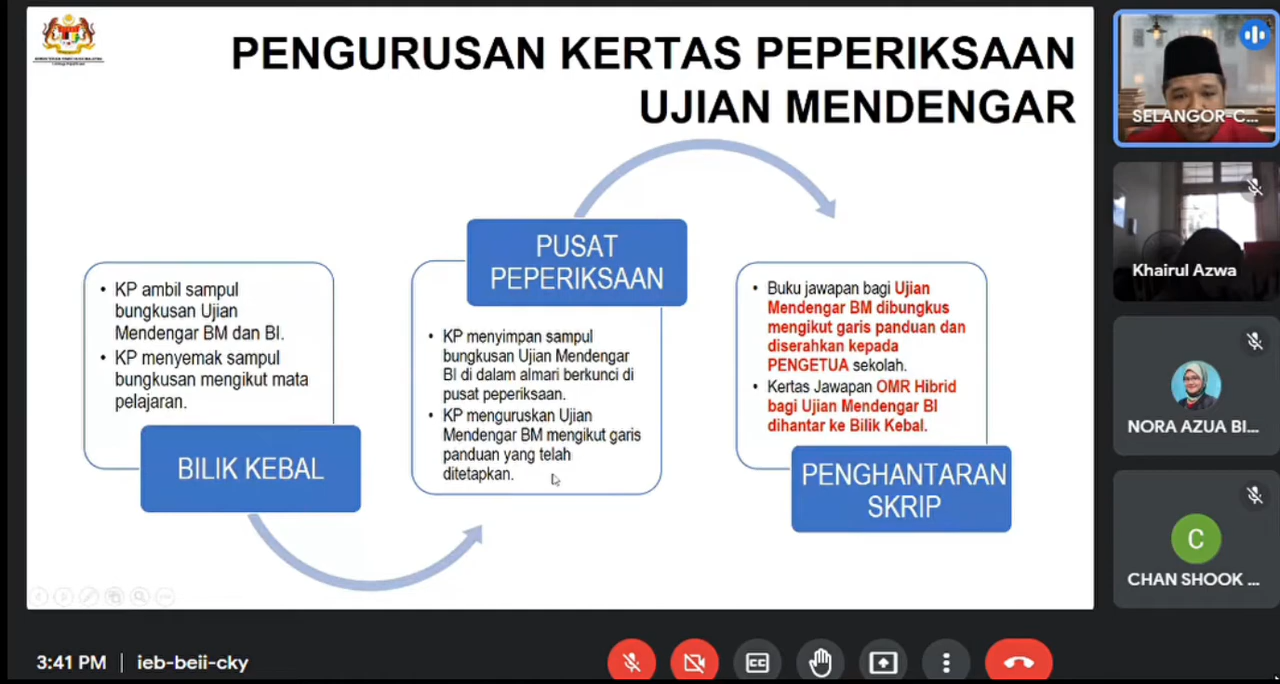 PENGURUSAN KERTAS PEPERIKSAAN
UJIAN MENDENGAR
• KP ambil sampul
bungkusan Ujian
Mendengar BM dan BI.
• KP menyemak sampul
bungkusan mengikut mata
pelajaran.
BILIK KEBAL
PUSAT
PEPERIKSAAN
• KP menyimpan sampul
bungkusan Ujian Mendengar
BI di dalam almari berkunci di
pusat peperiksaan.
• KP menguruskan Ujian
Mendengar BM mengikut garis
panduan yang telah
ditetapkan.
• Buku jawapan bagi Ujian
Mendengar BM dibungkus
mengikut garis panduan dan
diserahkan kepada
PENGETUA sekolah.
• Kertas Jawapan OMR Hibrid
bagi Ujian Mendengar BI
dihantar ke Bilik Kebal.
PENGHANTARAN
SKRIP
SELANGOR-C...
Khairul Azwa
NORA AZUA BI...
C
CHAN SHOOK ...
3:41 PM | ieb-beii-cky
CC